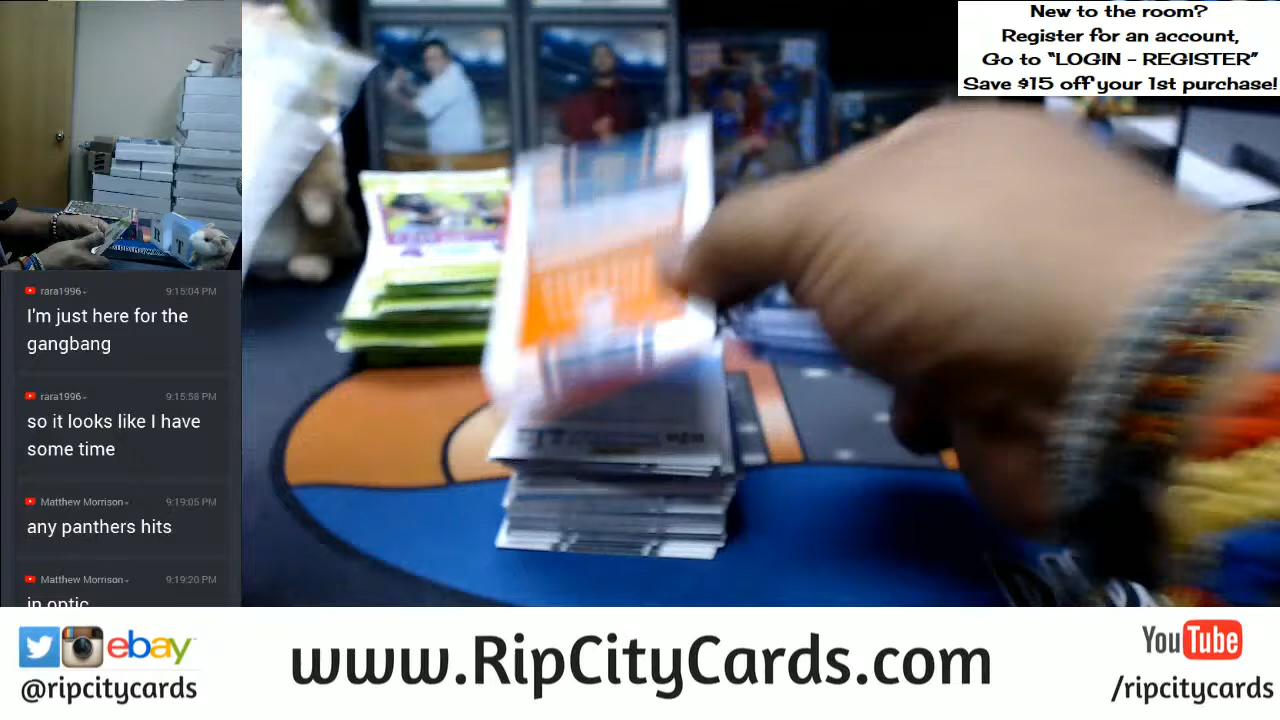 New to the room?
Register for an account,
Go to "LOGIN - REGISTER"
Save $15 off your 1st purchase!
rara1996
9:15:04 PM
I'm just here for the
gangbang
rara1996
9:15:58 PM
so it looks like I have
some time
Matthew Morrison
9:19:05 PM
any panthers hits
Matthew Morrison
9:19:20 PM
in optic
ebay
@ripcitycards
www.RipCityCards.com
YouTube
/ripcitycards